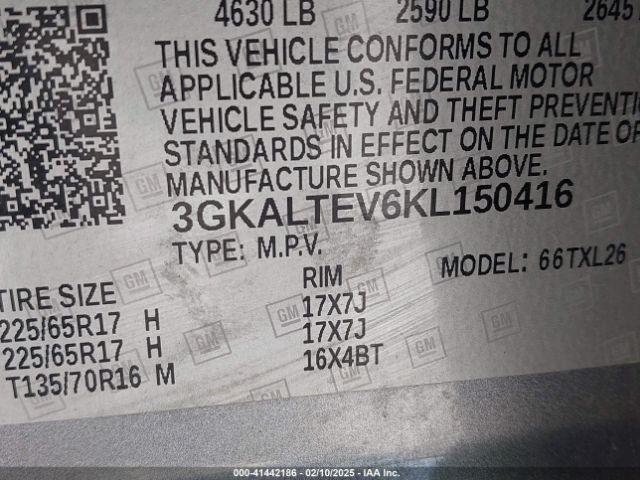 4630 LB 2590 LB 2645
THIS VEHICLE CONFORMS TO ALL
APPLICABLE U.S. FEDERAL MOTOR
VEHICLE SAFETY AND THEFT PREVENTI
STANDARDS IN EFFECT ON THE DATE OF
MANUFACTURE SHOWN ABOVE.
3GKALTEV6KL150416
TYPE: M.P.V. MODEL: 66TXL26
TIRE SIZE RIM
225/65R17 H 17X7J
225/65R17 H 17X7J
T135/70R16 M 16X4BT
GM
000-41442186 - 02/10/2025 - IAA Inc.